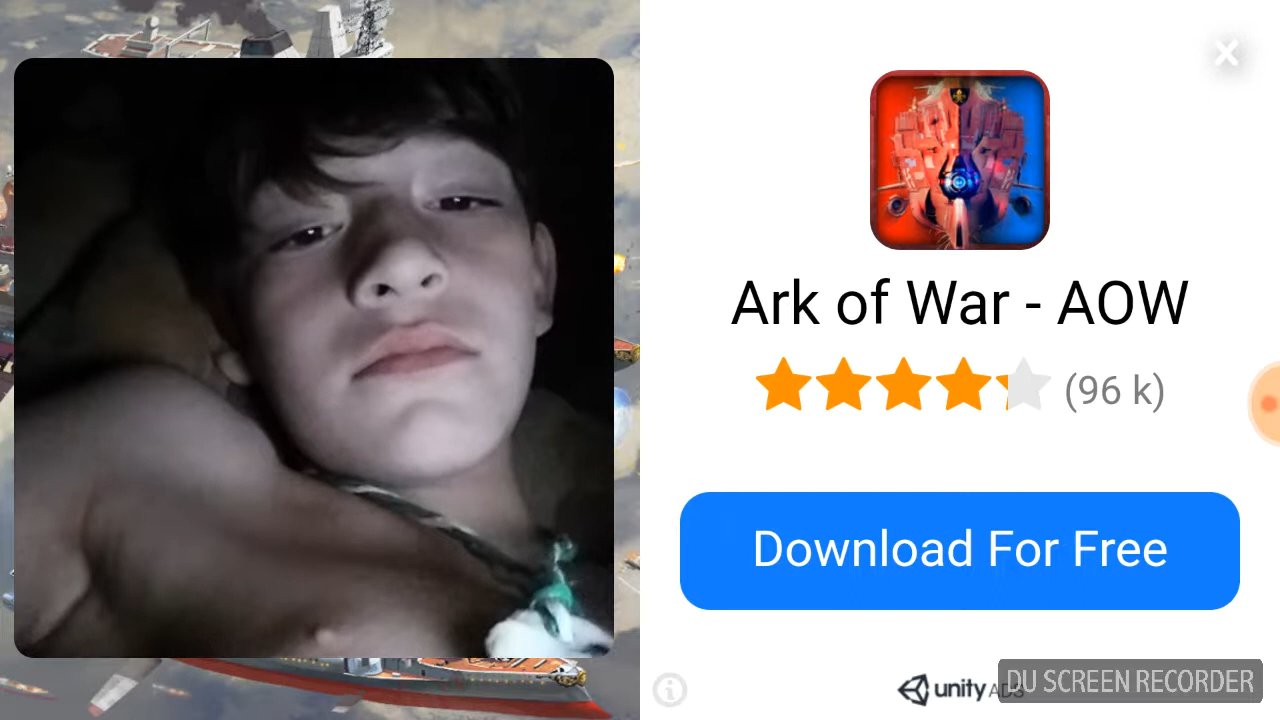 Ark of War - AOW
(96 k)
Download For Free
unity ADS
DU SCREEN RECORDER